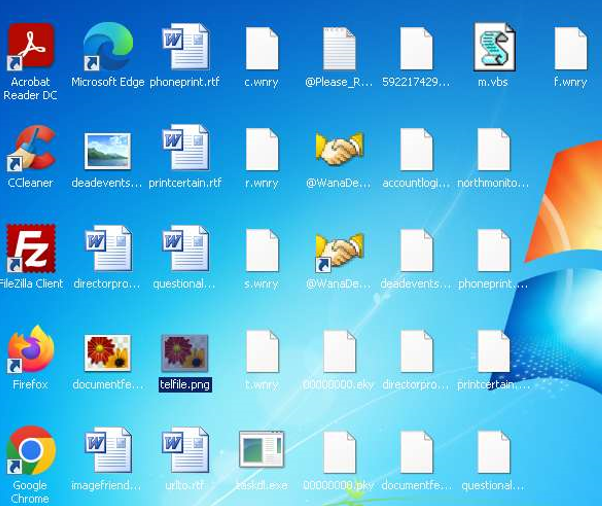 Acrobat
Reader DC
Microsoft Edge
phoneprint.rtf
c.wnry
@Please_R...
592217429...
m.vbs
f.wnry
CCleaner
deadevents...
printcertain.rtf
r.wnry
@WanaDe...
accountlogi...
northmonito...
FileZilla Client
directorpro...
questional...
s.wnry
@WanaDe...
deadevents...
phoneprint....
Firefox
documentfe...
telfile.png
t.wnry
00000000.eky
directorpro...
printcertain....
Google
Chrome
imagefriend...
urlto.rtf
taskdl.exe
00000000.pky
documentfe...
questional...